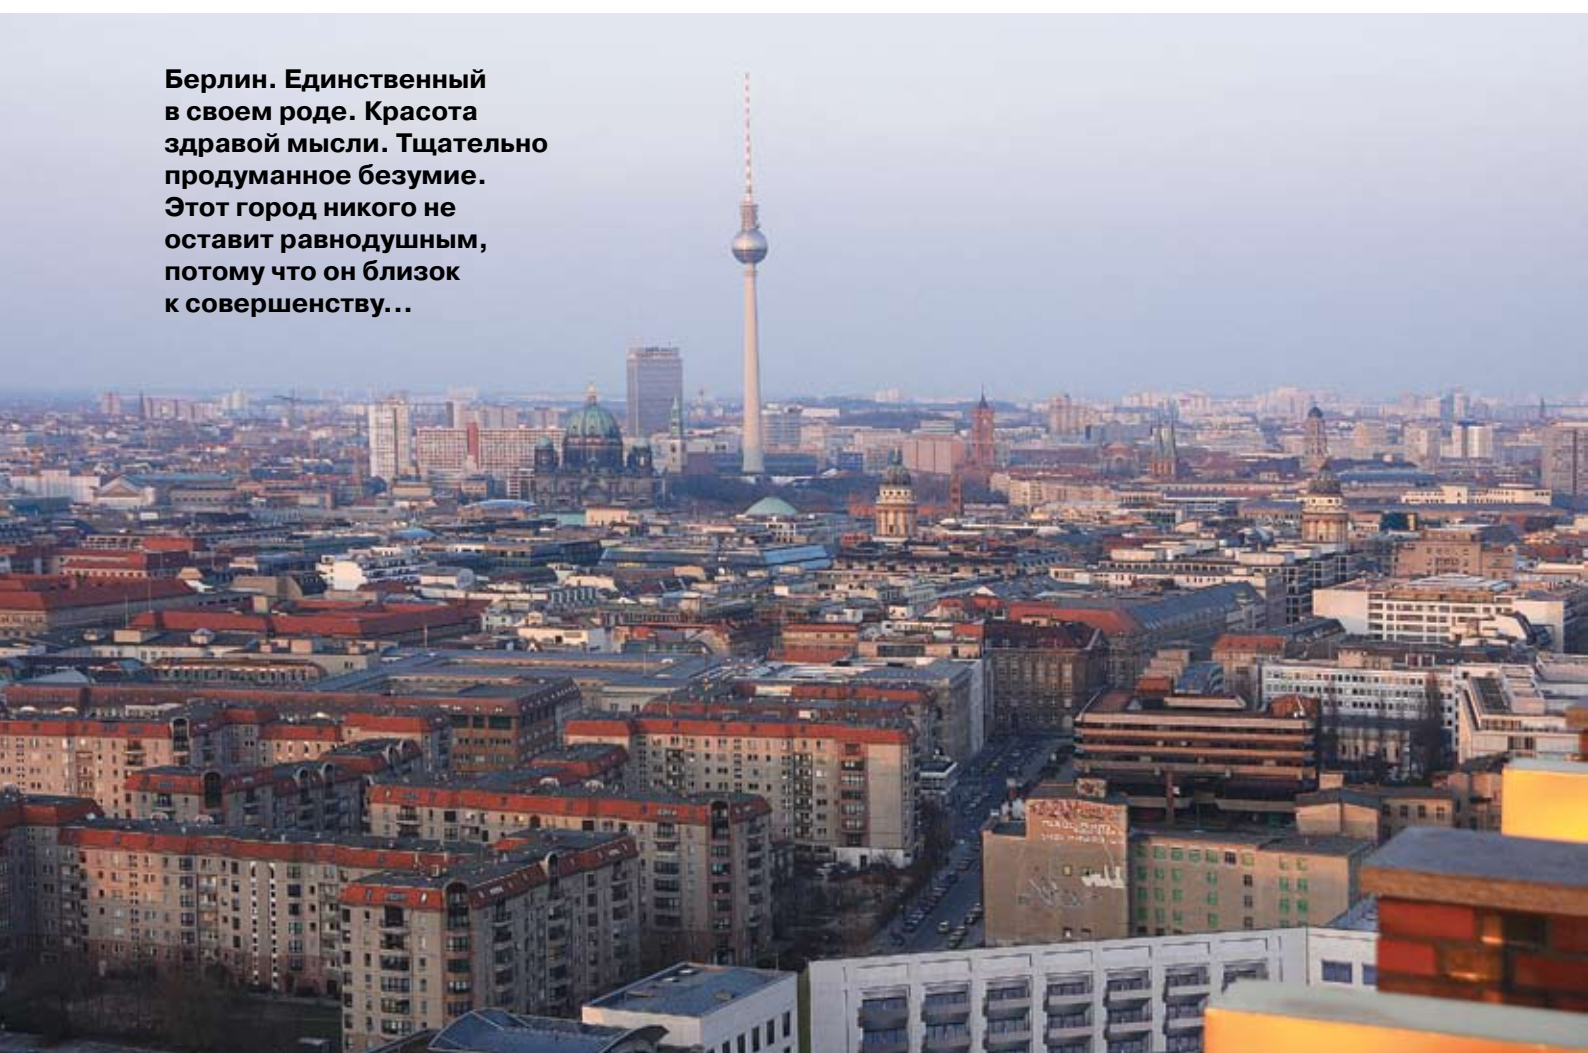 Берлин. Единственный
в своем роде. Красота
здравой мысли. Тщательно
продуманное безумие.
Этот город никого не
оставит равнодушным,
потому что он близок
к совершенству...